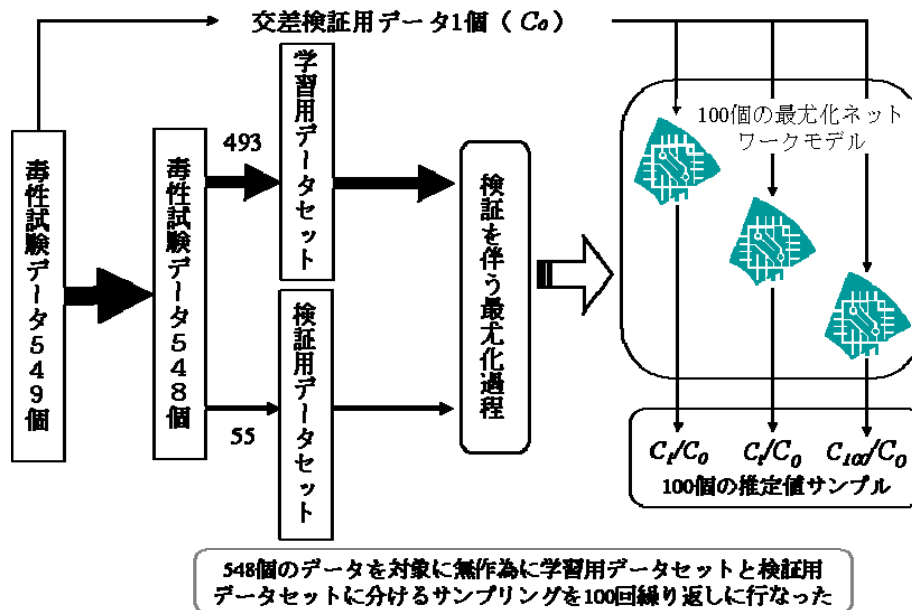 交差検証用データ1個（C0）
毒性試験データ５４９個
毒性試験データ５４８個
493
55
学習用データセット
検証用データセット
検証を伴う最尤化過程
100個の最尤化ネット
ワークモデル
C1/C0 Ct/C0 C100/C0
100個の推定値サンプル
548個のデータを対象に無作為に学習用データセットと検証用
データセットに分けるサンプリングを100回繰り返しに行なった